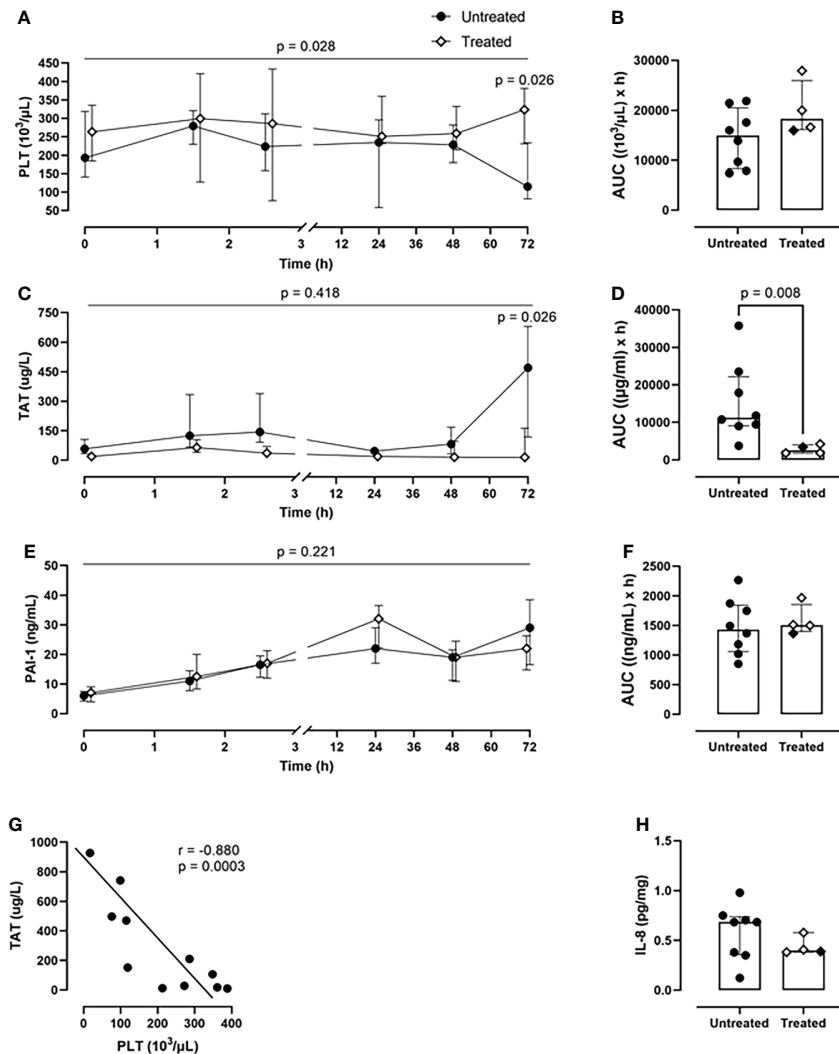 A
Untreated
Treated
p = 0.028
p = 0.026
PLT (10³/µL)
450
400
350
300
250
200
150
100
50
0
1
2
3
12
24
36
48
60
72
Time (h)
B
AUC ((10³/µL) x h)
30000
20000
10000
0
Untreated
Treated
C
p = 0.418
p = 0.026
TAT (ug/L)
750
600
450
300
150
0
0
1
2
3
12
24
36
48
60
72
Time (h)
D
p = 0.008
AUC ((µg/ml) x h)
40000
30000
20000
10000
0
Untreated
Treated
E
p = 0.221
PAI-1 (ng/mL)
50
40
30
20
10
0
0
1
2
3
12
24
36
48
60
72
Time (h)
F
AUC ((ng/mL) x h)
2500
2000
1500
1000
500
0
Untreated
Treated
G
r = -0.880
p = 0.0003
TAT (ug/L)
1000
800
600
400
200
0
0
100
200
300
400
PLT (10³/µL)
H
IL-8 (pg/mg)
1.5
1.0
0.5
0.0
Untreated
Treated